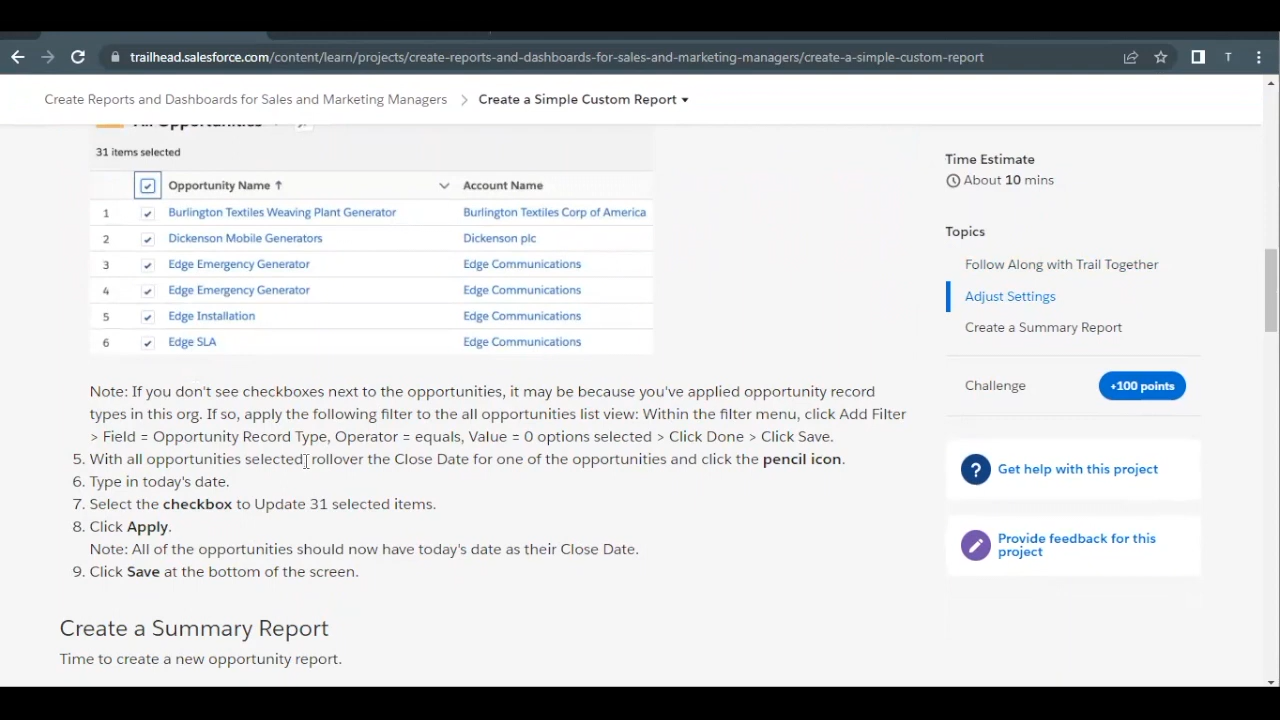 trailhead.salesforce.com/content/learn/projects/create-reports-and-dashboards-for-sales-and-marketing-managers/create-a-simple-custom-report
T
Create Reports and Dashboards for Sales and Marketing Managers > Create a Simple Custom Report
All Opportunities
31 items selected
Opportunity Name ↑ Account Name
1 Burlington Textiles Weaving Plant Generator Burlington Textiles Corp of America
2 Dickenson Mobile Generators Dickenson plc
3 Edge Emergency Generator Edge Communications
4 Edge Emergency Generator Edge Communications
5 Edge Installation Edge Communications
6 Edge SLA Edge Communications
Note: If you don't see checkboxes next to the opportunities, it may be because you've applied opportunity record
types in this org. If so, apply the following filter to the all opportunities list view: Within the filter menu, click Add Filter
> Field = Opportunity Record Type, Operator = equals, Value = 0 options selected > Click Done > Click Save.
5. With all opportunities selected rollover the Close Date for one of the opportunities and click the pencil icon.
6. Type in today's date.
7. Select the checkbox to Update 31 selected items.
8. Click Apply.
Note: All of the opportunities should now have today's date as their Close Date.
9. Click Save at the bottom of the screen.
Create a Summary Report
Time to create a new opportunity report.
Time Estimate
About 10 mins
Topics
Follow Along with Trail Together
Adjust Settings
Create a Summary Report
Challenge +100 points
? Get help with this project
Provide feedback for this
project